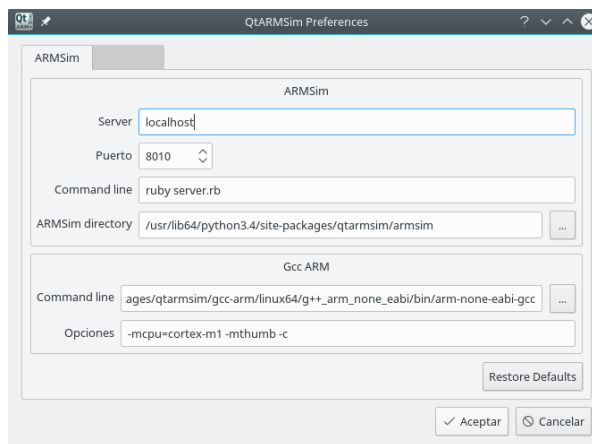 QtARMSim Preferences
ARMSim
ARMSim
Server localhost
Puerto 8010
Command line ruby server.rb
ARMSim directory /usr/lib64/python3.4/site-packages/qtarmsim/armsim ...
Gcc ARM
Command line ages/qtarmsim/gcc-arm/linux64/g++_arm_none_eabi/bin/arm-none-eabi-gcc ...
Opciones -mcpu=cortex-m1 -mthumb -c
Restore Defaults
Aceptar Cancelar